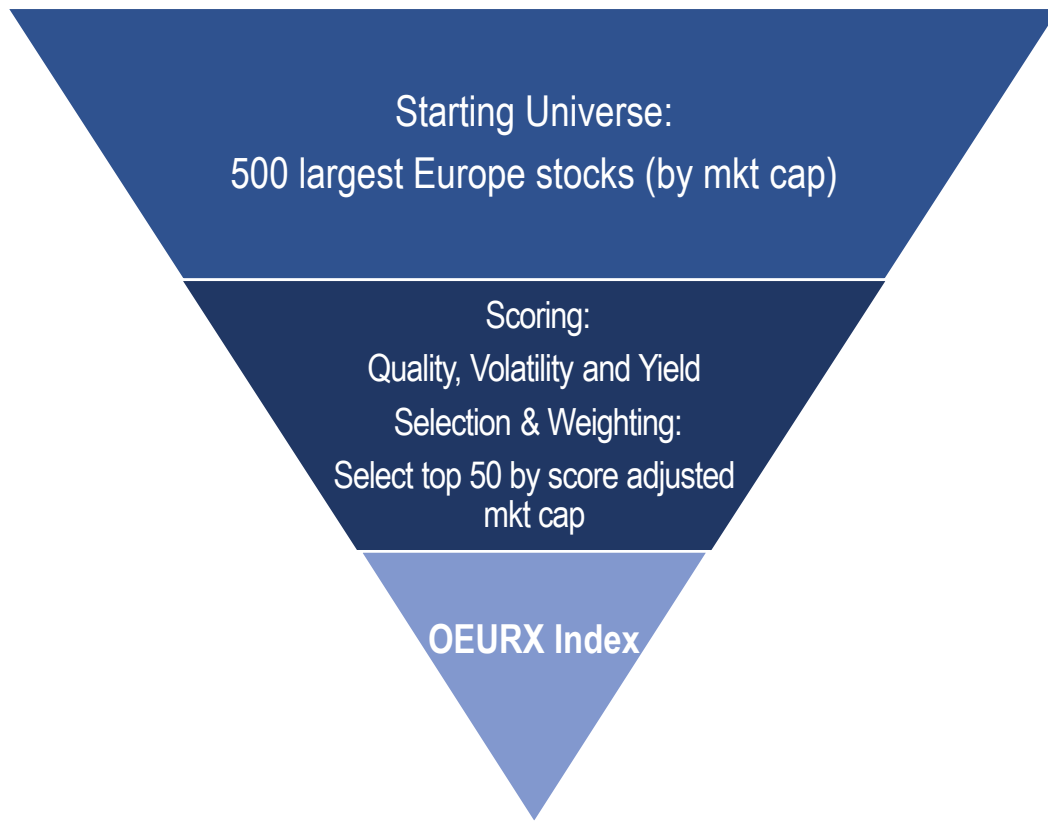 Starting Universe:
500 largest Europe stocks (by mkt cap)
Scoring:
Quality, Volatility and Yield
Selection & Weighting:
Select top 50 by score adjusted
mkt cap
OEURX Index